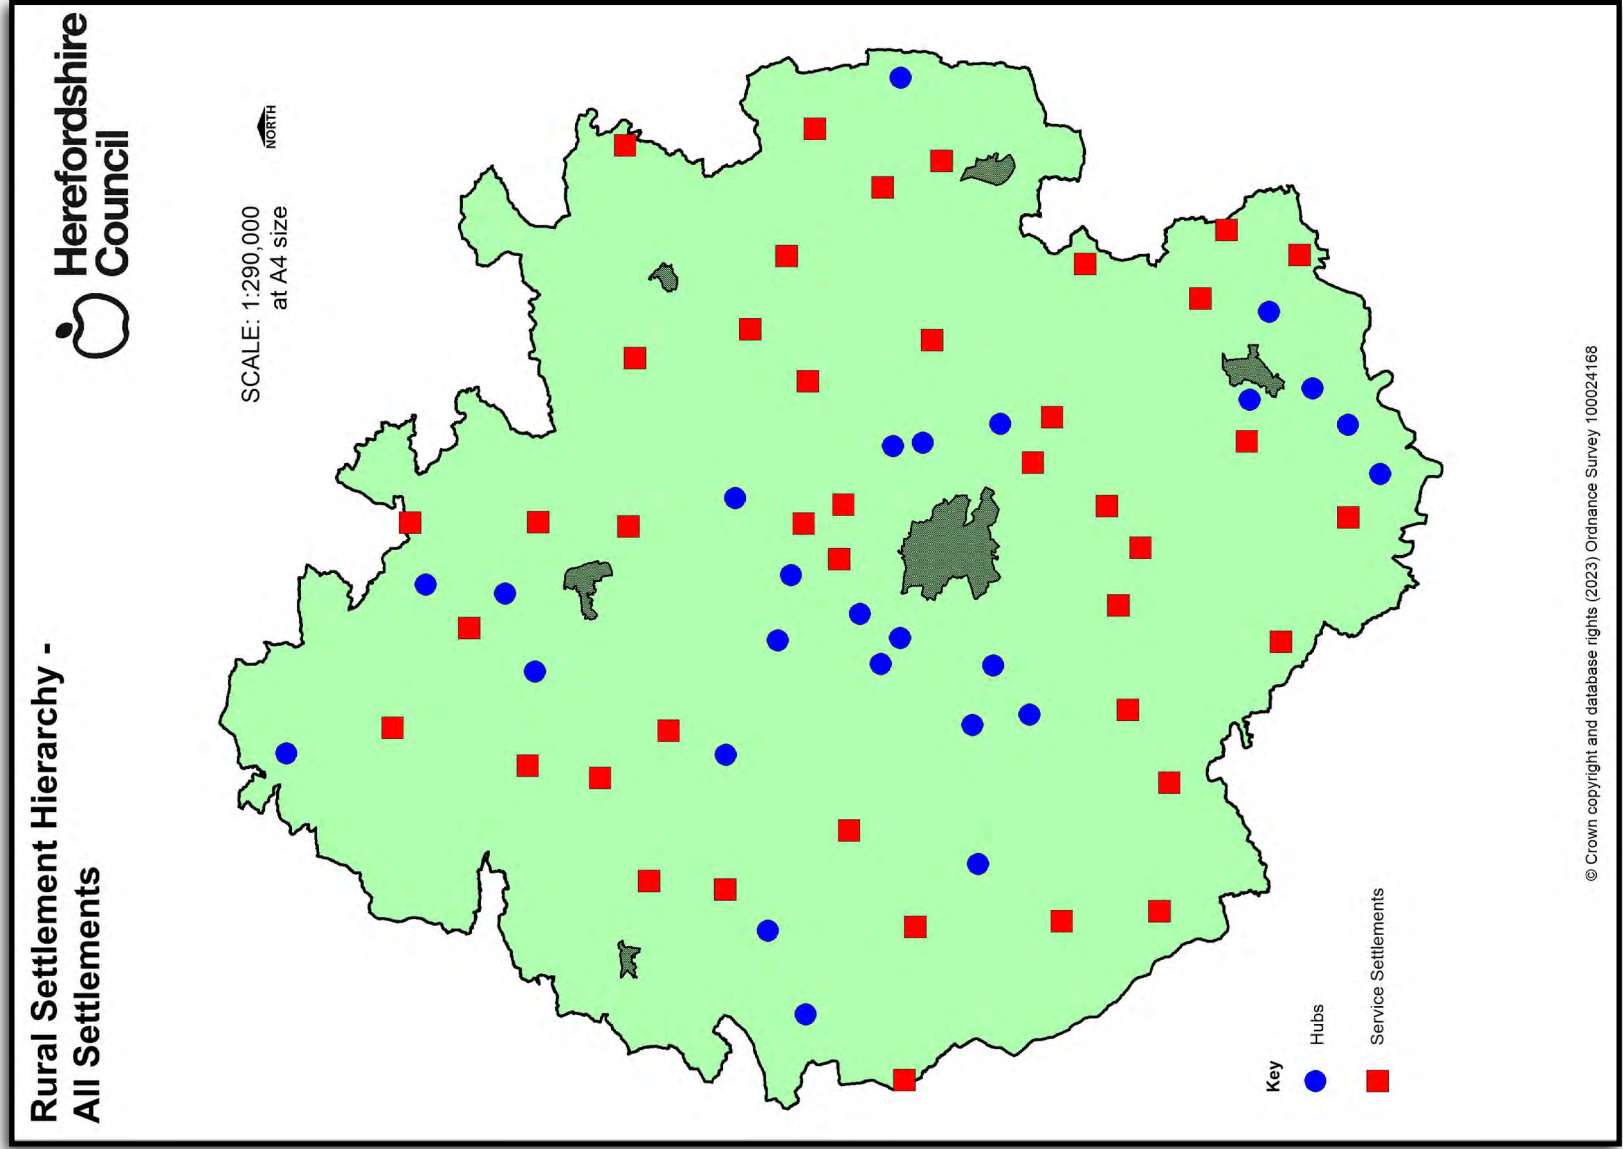 Rural Settlement Hierarchy -
All Settlements
Herefordshire
Council
SCALE: 1:290,000
at A4 size
NORTH
Key
Hubs
Service Settlements
© Crown copyright and database rights (2023) Ordnance Survey 100024168